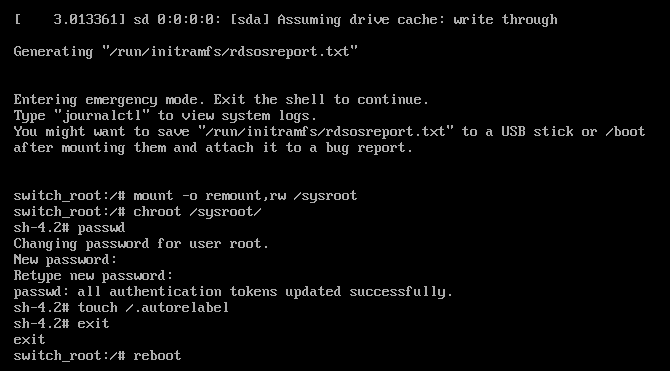 [    3.013361] sd 0:0:0:0: [sda] Assuming drive cache: write through
Generating "/run/initramfs/rdsosreport.txt"
Entering emergency mode. Exit the shell to continue.
Type "journalctl" to view system logs.
You might want to save "/run/initramfs/rdsosreport.txt" to a USB stick or /boot
after mounting them and attach it to a bug report.
switch_root:/# mount -o remount,rw /sysroot
switch_root:/# chroot /sysroot/
sh-4.2# passwd
Changing password for user root.
New password:
Retype new password:
passwd: all authentication tokens updated successfully.
sh-4.2# touch /.autorelabel
sh-4.2# exit
exit
switch_root:/# reboot